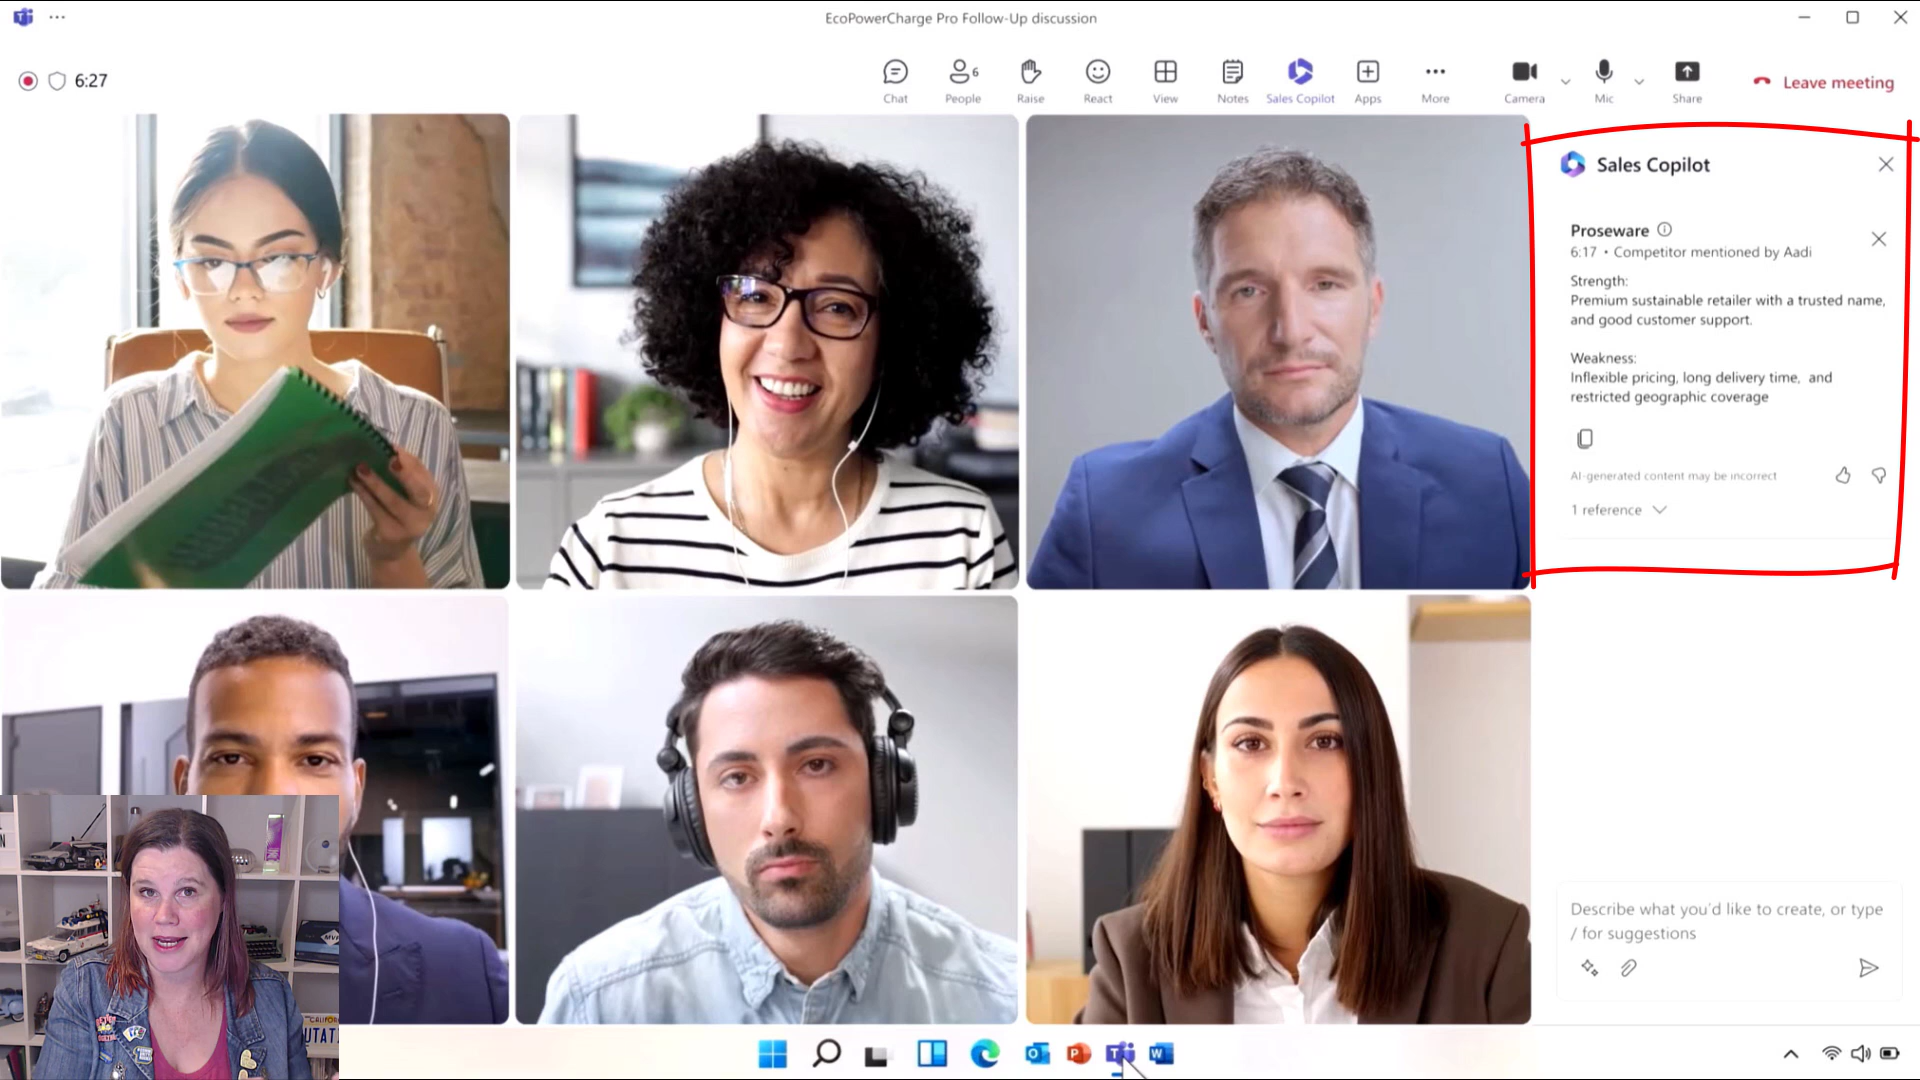 EcoPowerCharge Pro Follow-Up discussion
6:27
Chat
People
6
Raise
React
View
Notes
Sales Copilot
Apps
More
Camera
Mic
Share
Leave meeting
Sales Copilot
Proseware
6:17 • Competitor mentioned by Aadi
Strength:
Premium sustainable retailer with a trusted name,
and good customer support.
Weakness:
Inflexible pricing, long delivery time, and
restricted geographic coverage
AI-generated content may be incorrect
1 reference
Describe what you'd like to create, or type
/ for suggestions